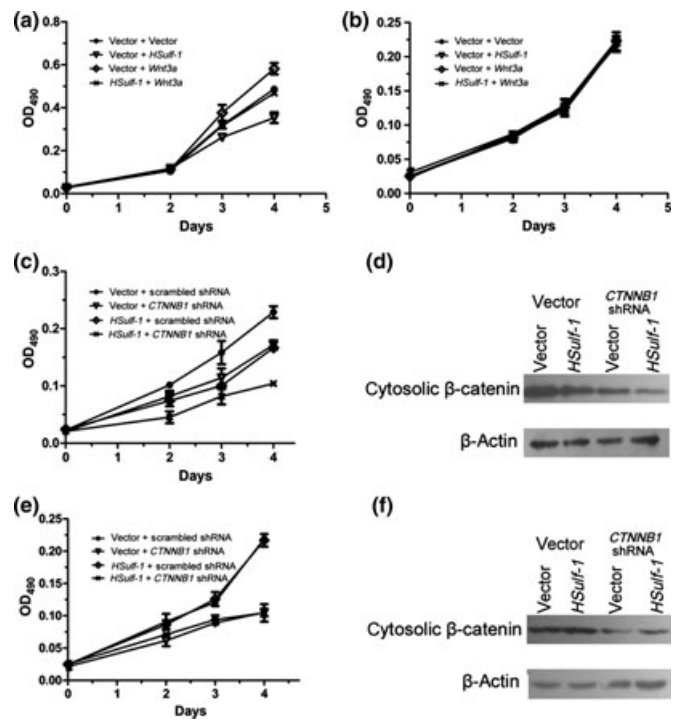 (a)
0.8
0.6
0.4
0.2
0.0
OD490
Vector + Vector
Vector + HSulf-1
Vector + Wnt3a
HSulf-1 + Wnt3a
0 1 2 3 4 5
Days
(b)
0.25
0.20
0.15
0.10
0.05
0.00
OD490
Vector + Vector
Vector + HSulf-1
Vector + Wnt3a
HSulf-1 + Wnt3a
0 1 2 3 4 5
Days
(c)
0.3
0.2
0.1
0.0
OD490
Vector + scrambled shRNA
Vector + CTNNB1 shRNA
HSulf-1 + scrambled shRNA
HSulf-1 + CTNNB1 shRNA
0 1 2 3 4
Days
(d)
Vector
CTNNB1
shRNA
Vector
HSulf-1
Vector
HSulf-1
Cytosolic β-catenin
β-Actin
(e)
0.25
0.20
0.15
0.10
0.05
0.00
OD490
Vector + scrambled shRNA
Vector + CTNNB1 shRNA
HSulf-1 + scrambled shRNA
HSulf-1 + CTNNB1 shRNA
0 1 2 3 4
Days
(f)
Vector
CTNNB1
shRNA
Vector
HSulf-1
Vector
HSulf-1
Cytosolic β-catenin
β-Actin